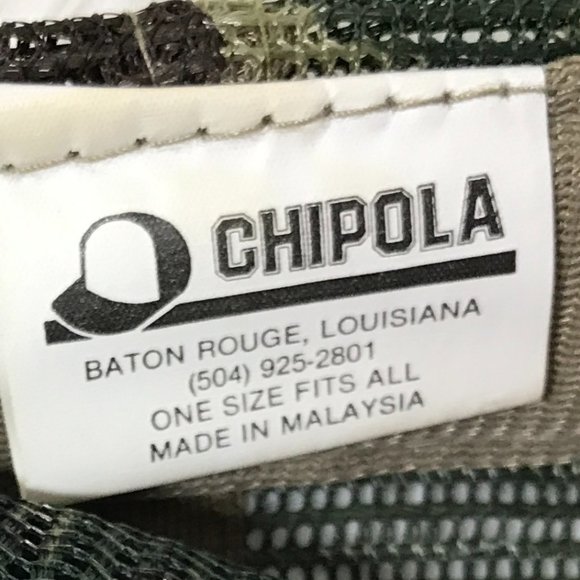 CHIPOLA
BATON ROUGE, LOUISIANA
(504) 925-2801
ONE SIZE FITS ALL
MADE IN MALAYSIA